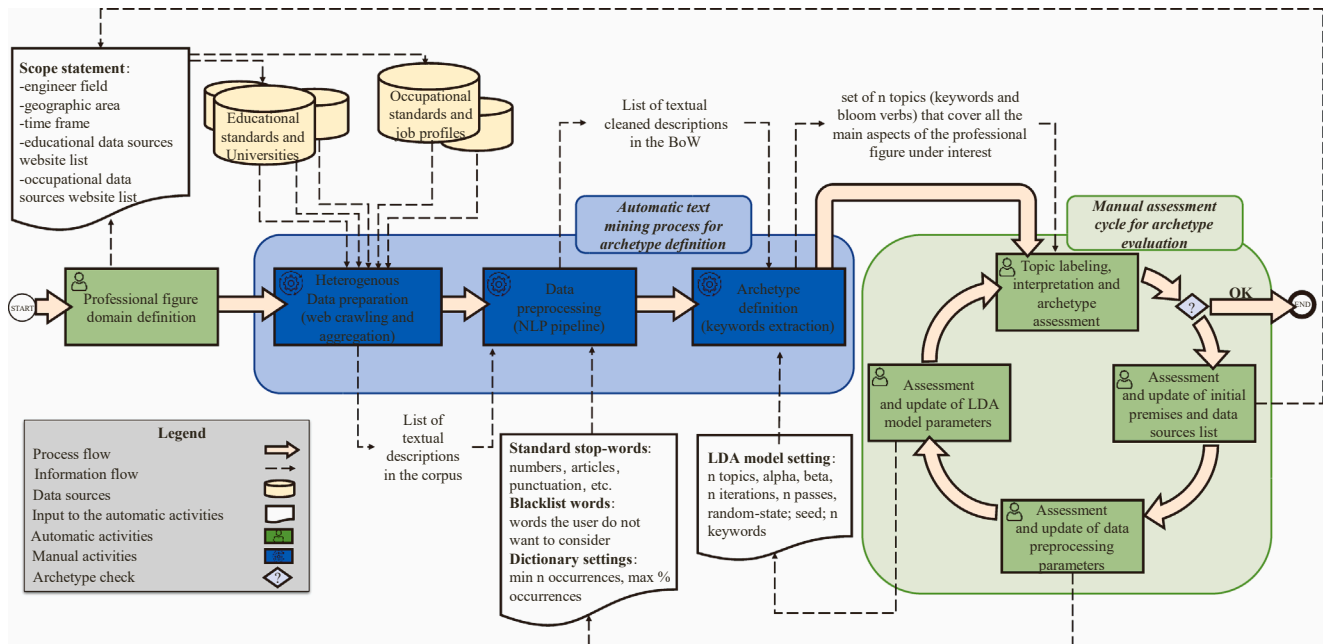 Scope statement:
-engineer field
-geographic area
-time frame
-educational data sources
website list
-occupational data
sources website list
Educational
standards and
Universities
Occupational
standards and
job profiles
List of textual
cleaned descriptions
in the BoW
set of n topics (keywords and
bloom verbs) that cover all the
main aspects of the professional
figure under interest
Automatic text
mining process for
archetype definition
Manual assessment
cycle for archetype
evaluation
START
Professional figure
domain definition
Heterogenous
Data preparation
(web crawling and
aggregation)
Data
preprocessing
(NLP pipeline)
Archetype
definition
(keywords extraction)
Topic labeling,
interpretation and
archetype
assessment
?
OK
END
Assessment
and update of LDA
model parameters
Assessment
and update of initial
premises and data
sources list
Assessment
and update of data
preprocessing
parameters
List of
textual
descriptions
in the corpus
Standard stop-words:
numbers, articles,
punctuation, etc.
Blacklist words:
words the user do not
want to consider
Dictionary settings:
min n occurrences, max %
occurrences
LDA model setting:
n topics, alpha, beta,
n iterations, n passes,
random-state; seed; n
keywords
Legend
Process flow
Information flow
Data sources
Input to the automatic activities
Automatic activities
Manual activities
Archetype check
?